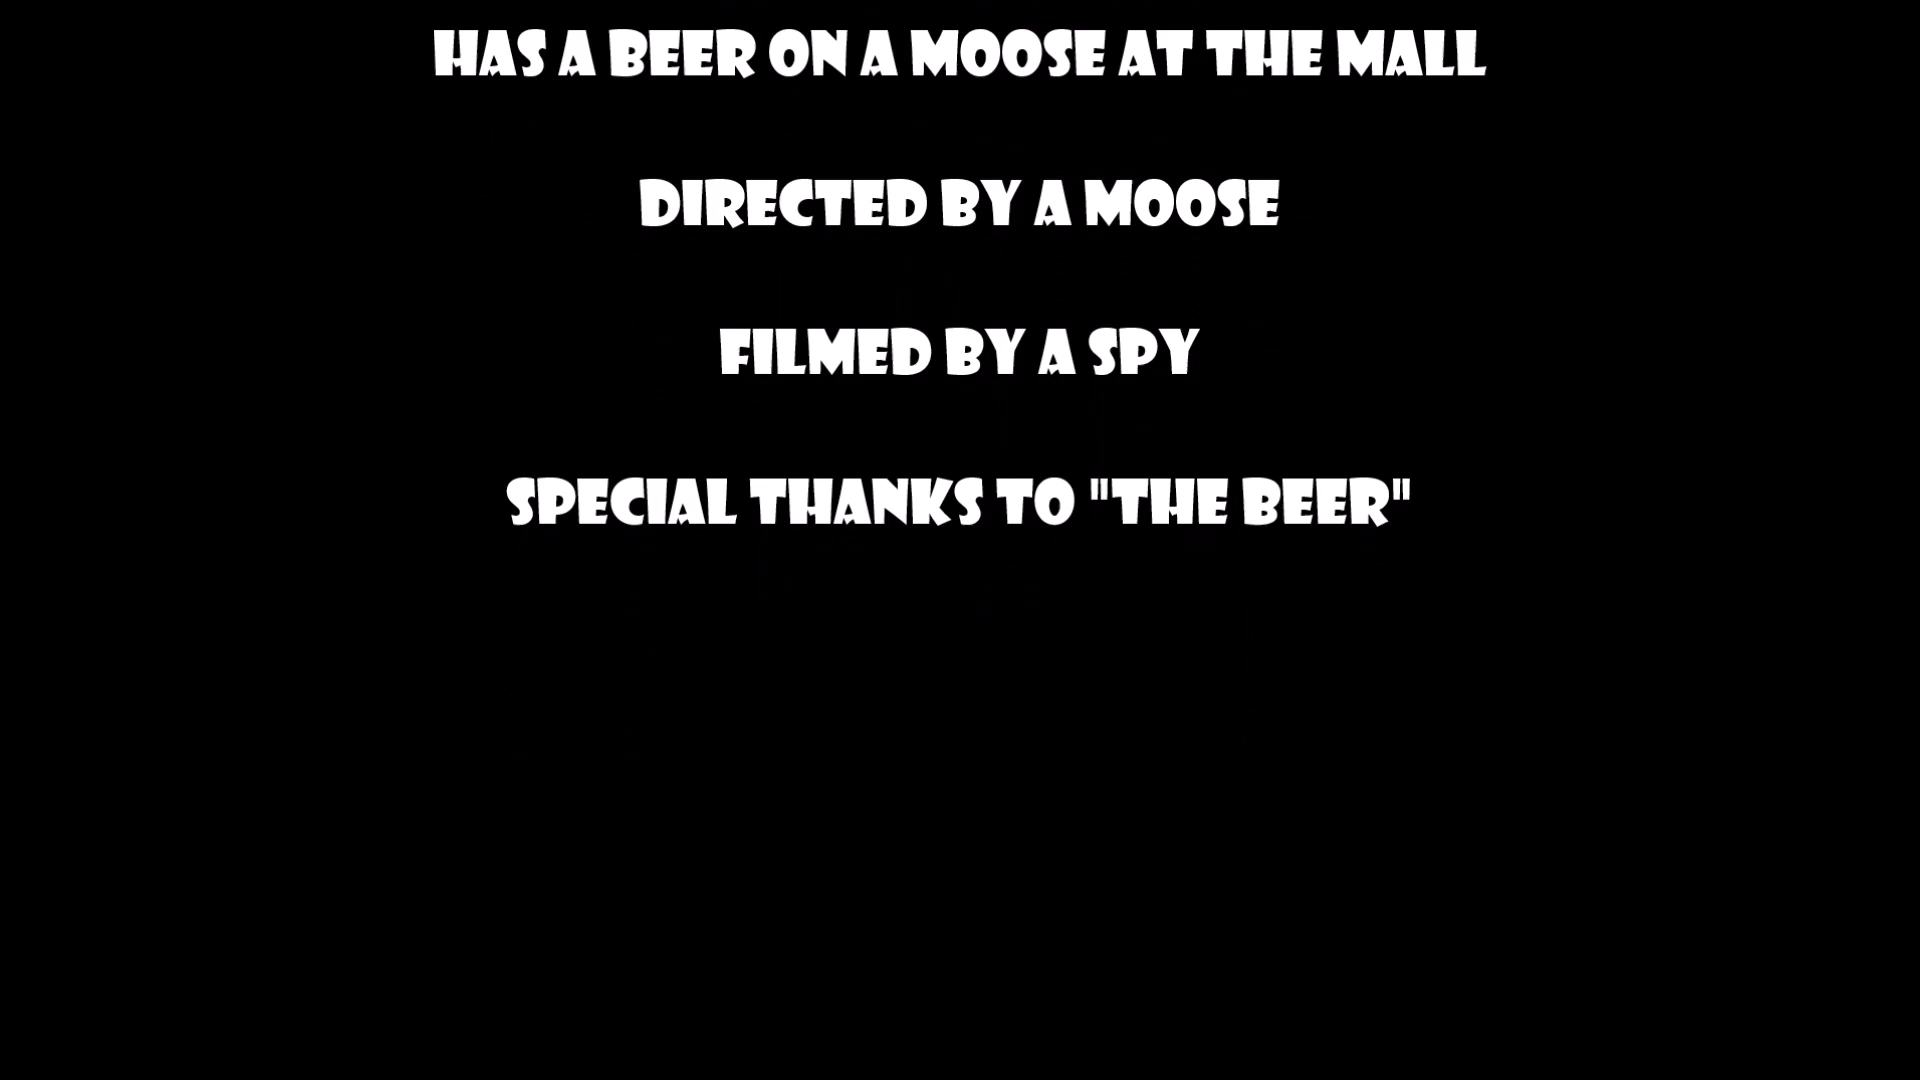 HAS A BEER ON A MOOSE AT THE MALL
DIRECTED BY A MOOSE
FILMED BY A SPY
SPECIAL THANKS TO "THE BEER"